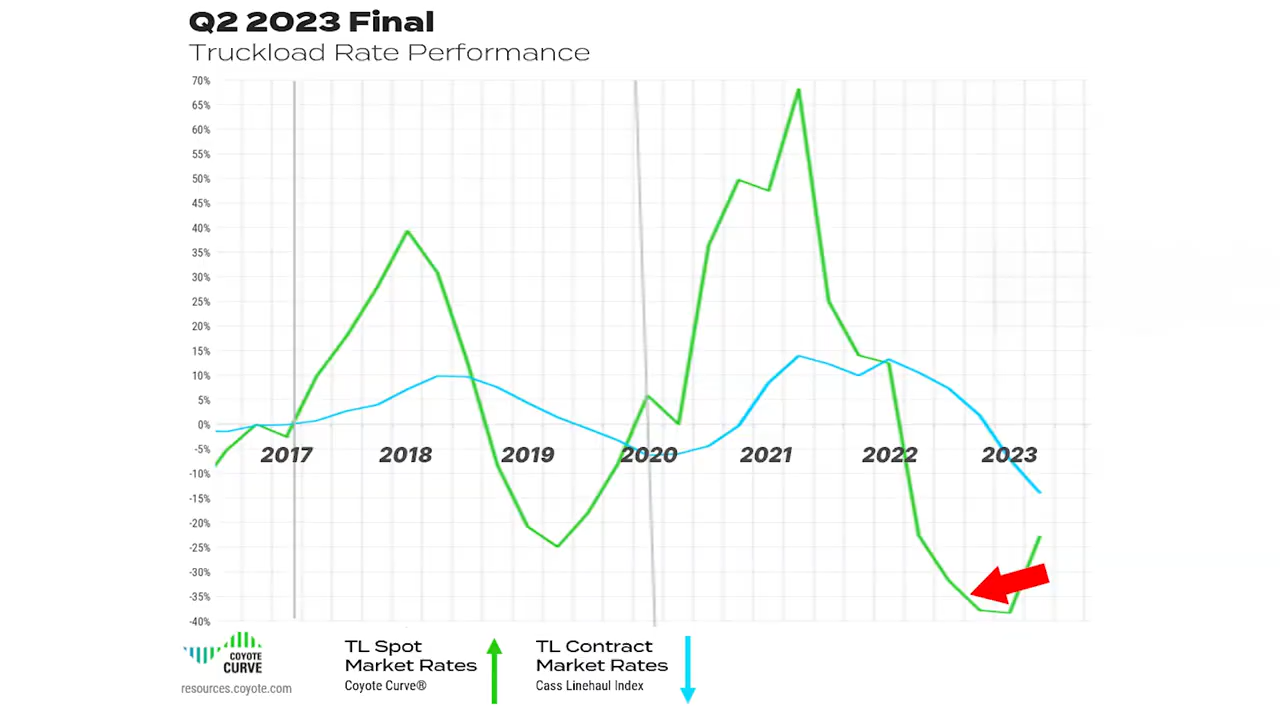 Q2 2023 Final
Truckload Rate Performance
70%
65%
60%
55%
50%
45%
40%
35%
30%
25%
20%
15%
10%
5%
0%
-5%
-10%
-15%
-20%
-25%
-30%
-35%
-40%
2017 2018 2019 2020 2021 2022 2023
COYOTE
CURVE
resources.coyote.com
TL Spot
Market Rates
Coyote Curve®
TL Contract
Market Rates
Cass Linehaul Index